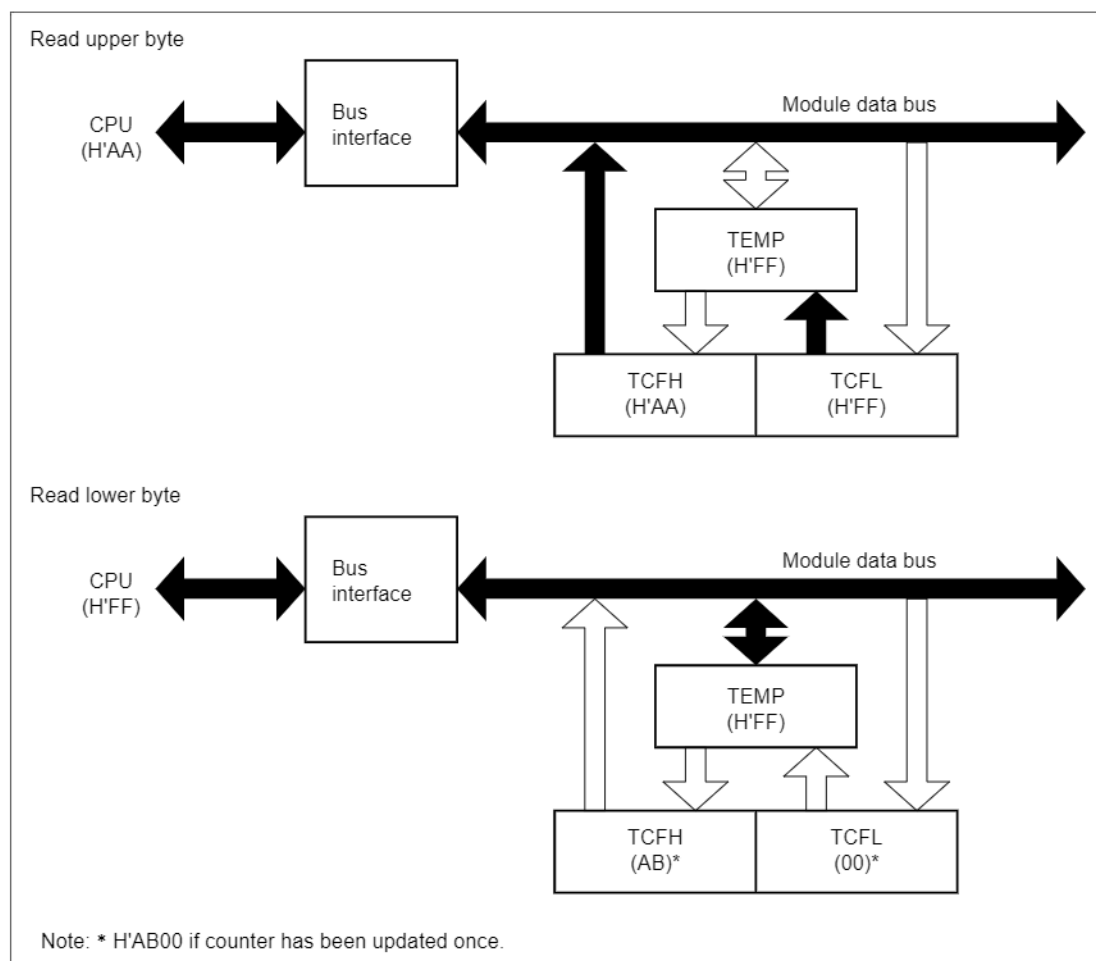 Read upper byte
CPU
(H'AA)
Bus
interface
Module data bus
TEMP
(H'FF)
TCFH
(H'AA)
TCFL
(H'FF)
Read lower byte
CPU
(H'FF)
Bus
interface
Module data bus
TEMP
(H'FF)
TCFH
(AB)*
TCFL
(00)*
Note: * H'AB00 if counter has been updated once.